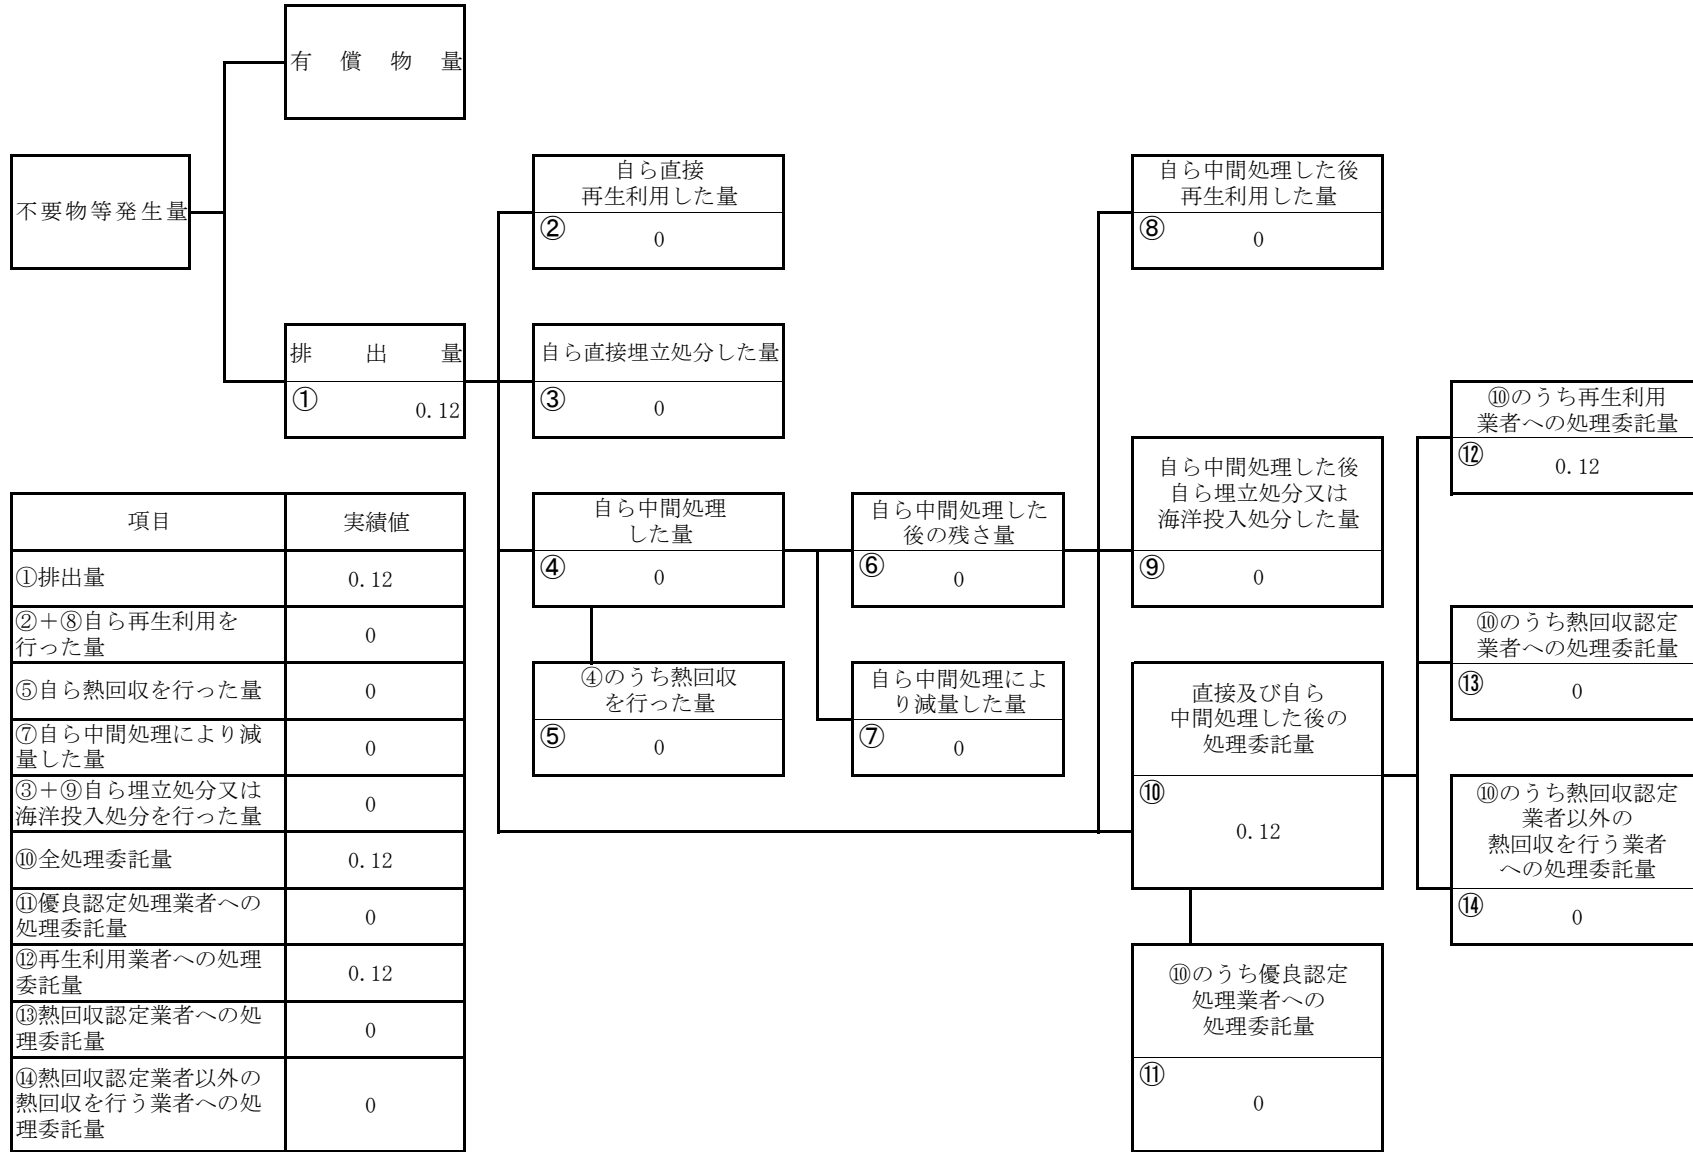 有償物量
不要物等発生量
自ら直接
再生利用した量
②
0
自ら中間処理した後
再生利用した量
⑧
0
排出量
①
0.12
自ら直接埋立処分した量
③
0
⑩のうち再生利用
業者への処理委託量
⑫
0.12
自ら中間処理
した量
④
0
自ら中間処理した
後の残さ量
⑥
0
自ら中間処理した後
自ら埋立処分又は
海洋投入処分した量
⑨
0
⑩のうち熱回収認定
業者への処理委託量
⑬
0
④のうち熱回収
を行った量
⑤
0
自ら中間処理によ
り減量した量
⑦
0
直接及び自ら
中間処理した後の
処理委託量
⑩
0.12
⑩のうち熱回収認定
業者以外の
熱回収を行う業者
への処理委託量
⑭
0
⑩のうち優良認定
処理業者への
処理委託量
⑪
0
項目 実績値
①排出量 0.12
②+⑧自ら再生利用を
行った量 0
⑤自ら熱回収を行った量 0
⑦自ら中間処理により減
量した量 0
③+⑨自ら埋立処分又は
海洋投入処分を行った量 0
⑩全処理委託量 0.12
⑪優良認定処理業者への
処理委託量 0
⑫再生利用業者への処理
委託量 0.12
⑬熱回収認定業者への処
理委託量 0
⑭熱回収認定業者以外の
熱回収を行う業者への処
理委託量 0